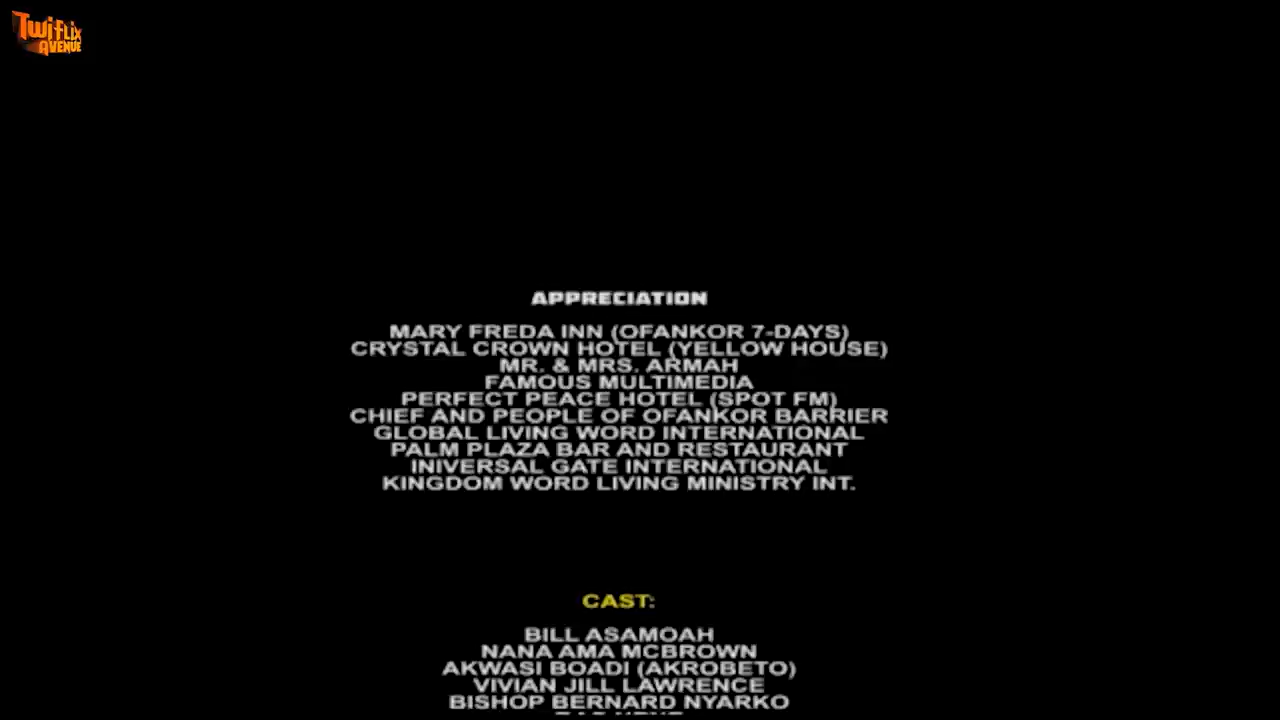 TwiFlix
Avenue
APPRECIATION
MARY FREDA INN (OFANKOR 7-DAYS)
CRYSTAL CROWN HOTEL (YELLOW HOUSE)
MR. & MRS. ARMAH
FAMOUS MULTIMEDIA
PERFECT PEACE HOTEL (SPOT FM)
CHIEF AND PEOPLE OF OFANKOR BARRIER
GLOBAL LIVING WORD INTERNATIONAL
PALM PLAZA BAR AND RESTAURANT
INIVERSAL GATE INTERNATIONAL
KINGDOM WORD LIVING MINISTRY INT.
CAST:
BILL ASAMOAH
NANA AMA MCBROWN
AKWASI BOADI (AKROBETO)
VIVIAN JILL LAWRENCE
BISHOP BERNARD NYARKO